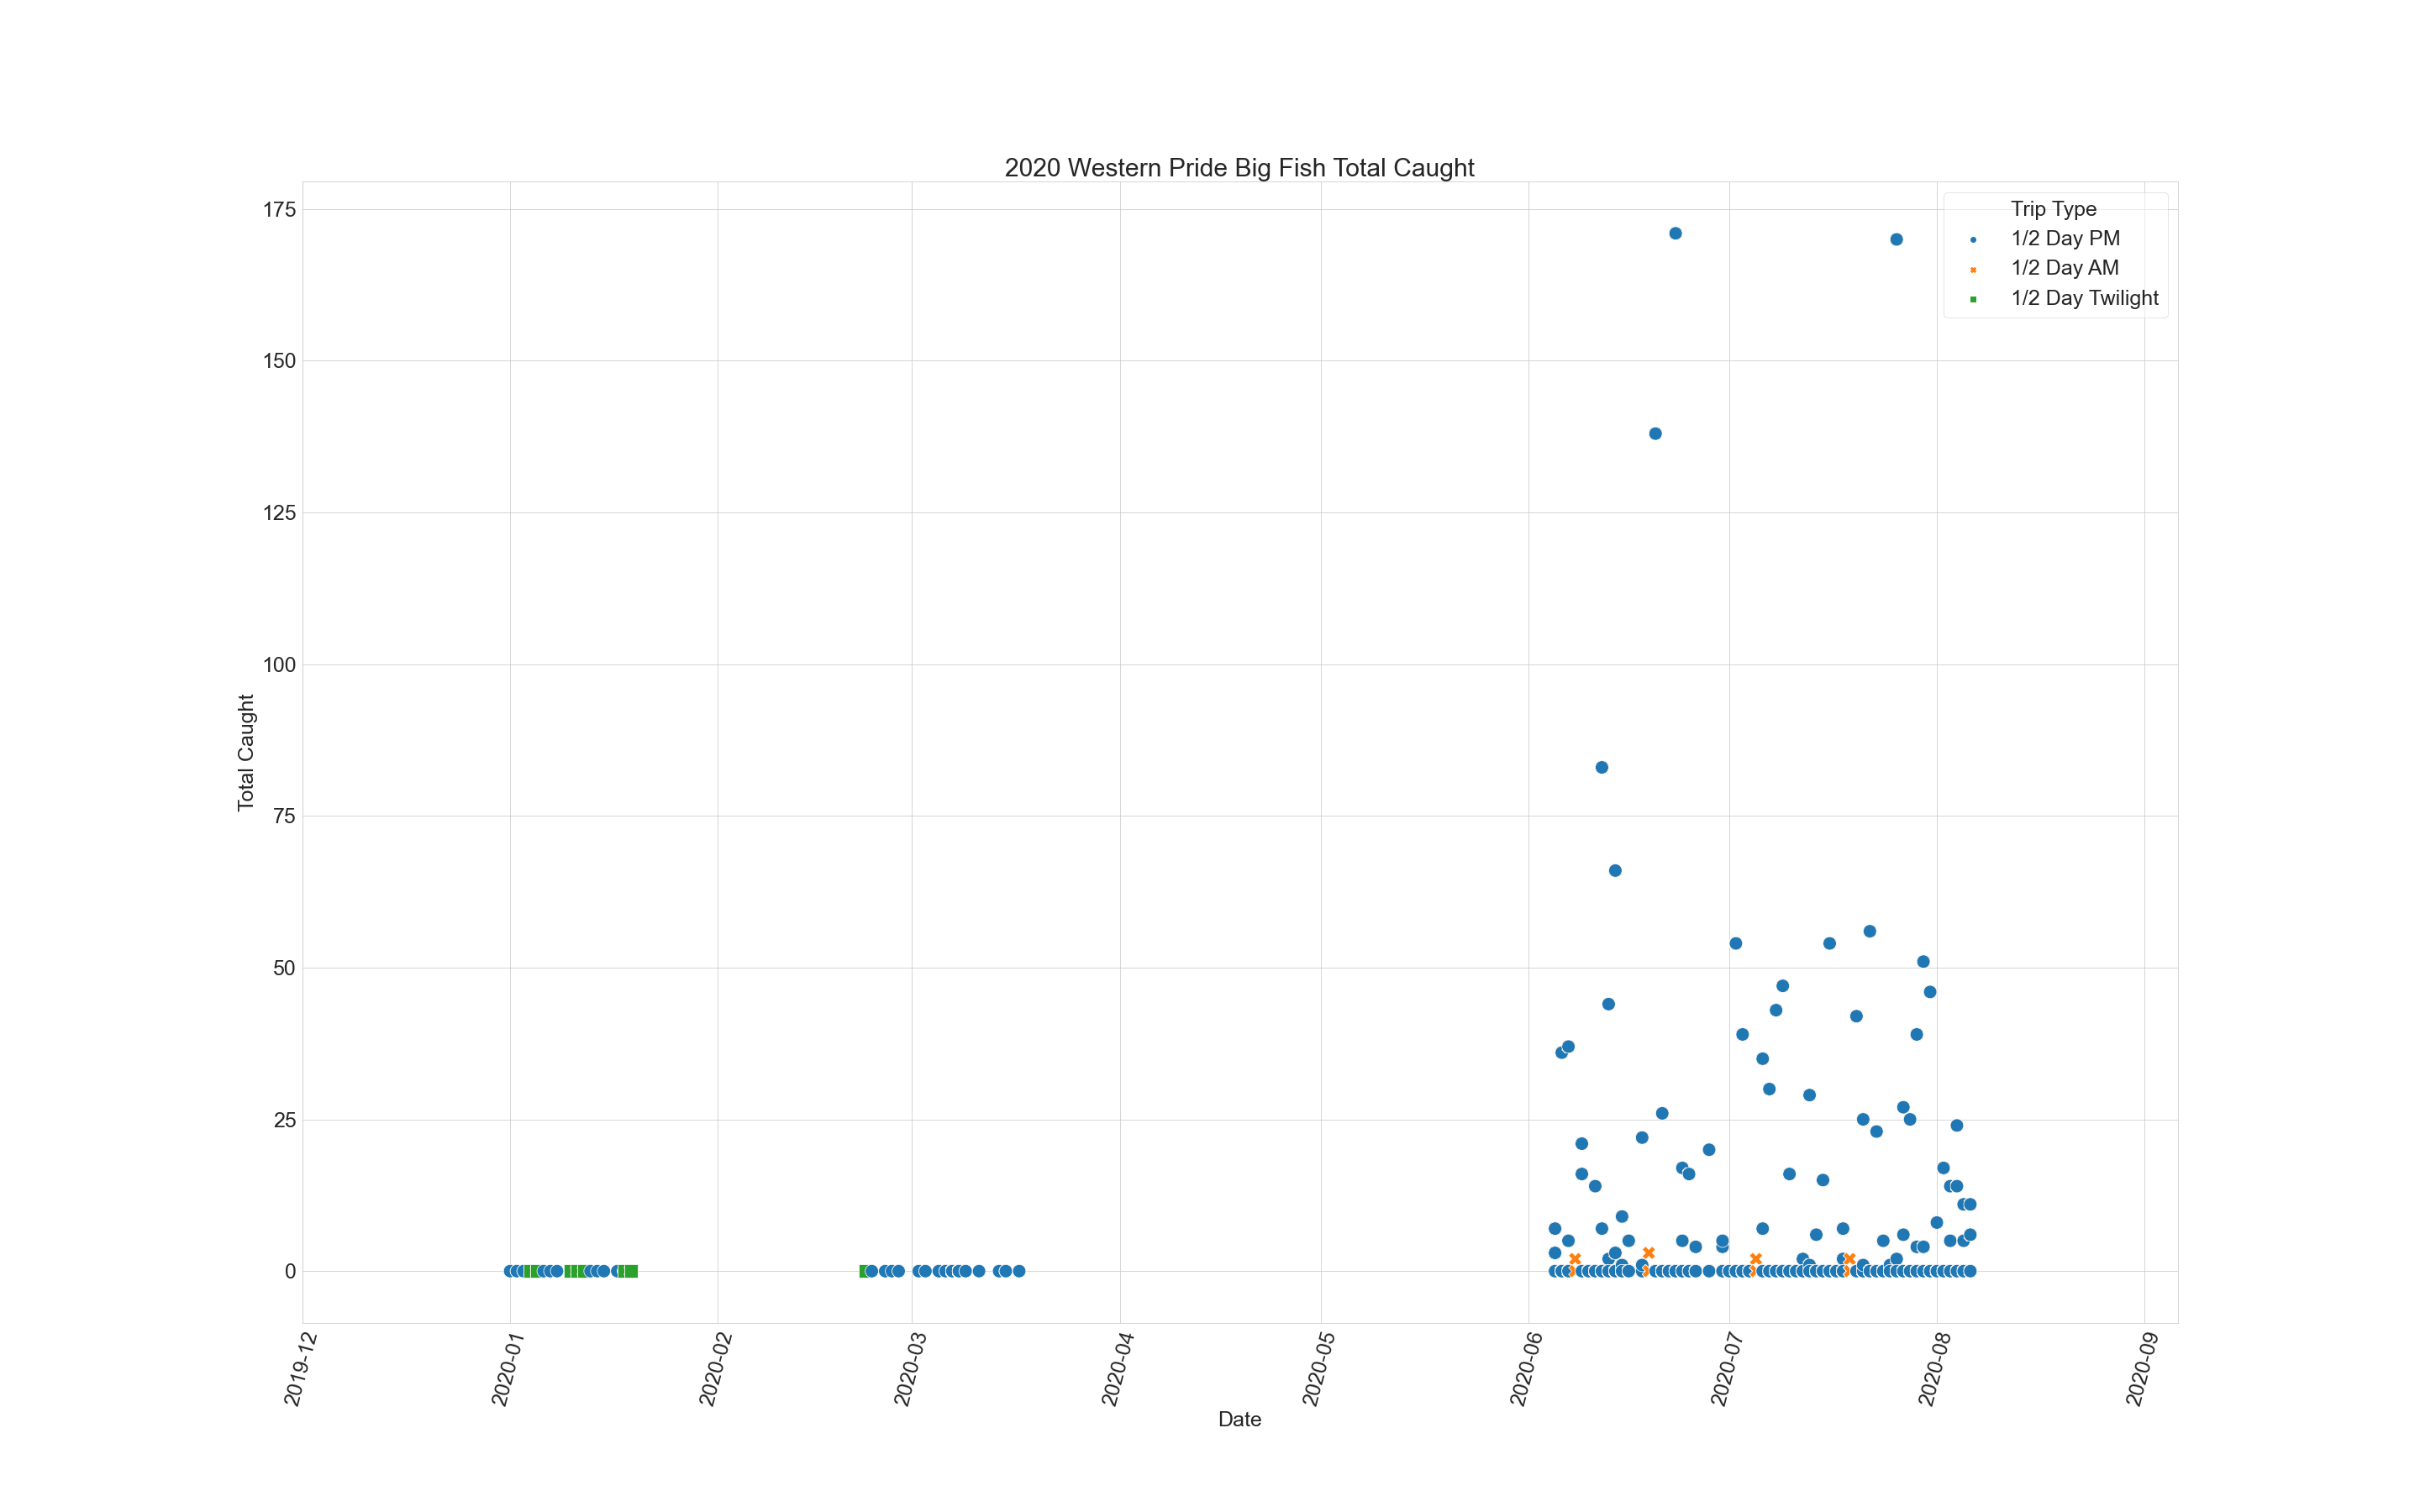 2020 Western Pride Big Fish Total Caught
Trip Type
1/2 Day PM
1/2 Day AM
1/2 Day Twilight
175
150
125
100
75
50
25
0
Total Caught
2019-12
2020-01
2020-02
2020-03
2020-04
2020-05
2020-06
2020-07
2020-08
2020-09
Date